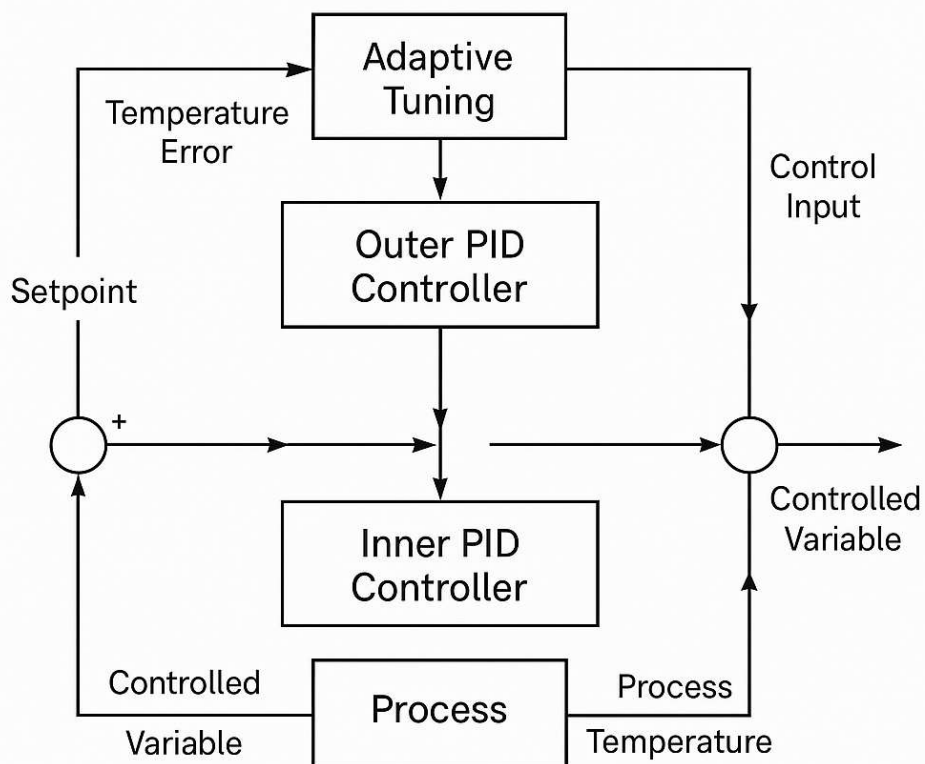 Adaptive
Tuning
Temperature
Error
Control
Input
Outer PID
Controller
Setpoint
+
Inner PID
Controller
Controlled
Variable
Controlled
Variable
Process
Process
Temperature